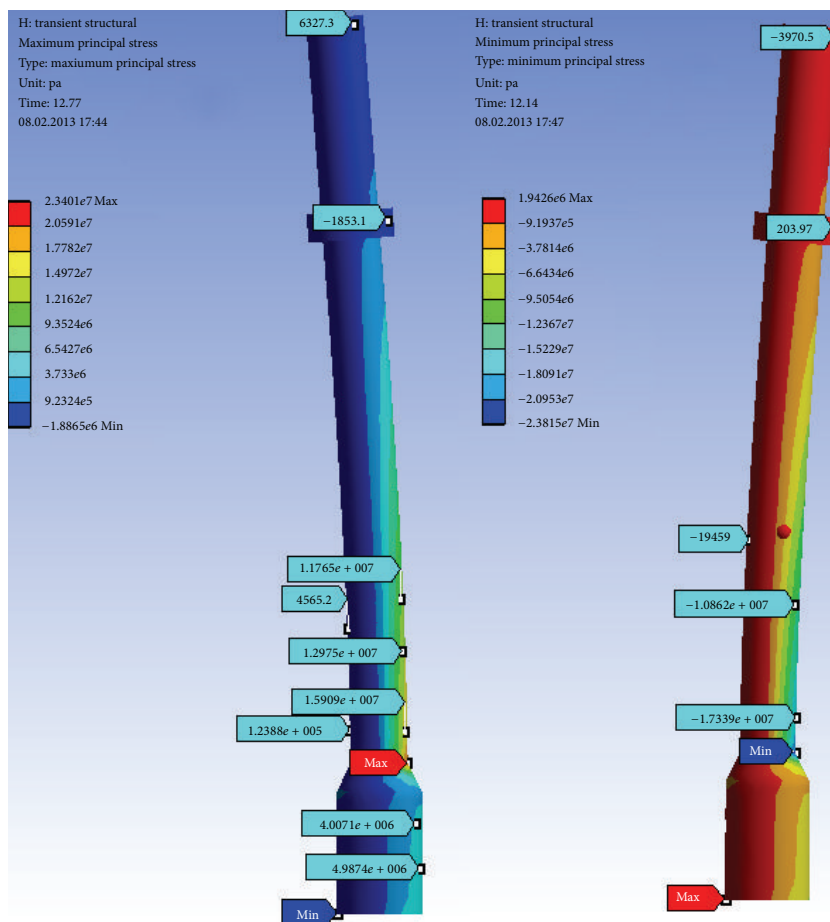 H: transient structural
Maximum principal stress
Type: maxiumum principal stress
Unit: pa
Time: 12.77
08.02.2013 17:44
6327.3
2.3401e7 Max
2.0591e7
1.7782e7
1.4972e7
1.2162e7
9.3524e6
6.5427e6
3.733e6
9.2324e5
−1.8865e6 Min
−1853.1
1.1765e + 007
4565.2
1.2975e + 007
1.5909e + 007
1.2388e + 005
Max
4.0071e + 006
4.9874e + 006
Min
H: transient structural
Minimum principal stress
Type: minimum principal stress
Unit: pa
Time: 12.14
08.02.2013 17:47
−3970.5
1.9426e6 Max
−9.1937e5
−3.7814e6
−6.6434e6
−9.5054e6
−1.2367e7
−1.5229e7
−1.8091e7
−2.0953e7
−2.3815e7 Min
203.97
−19459
−1.0862e + 007
−1.7339e + 007
Min
Max